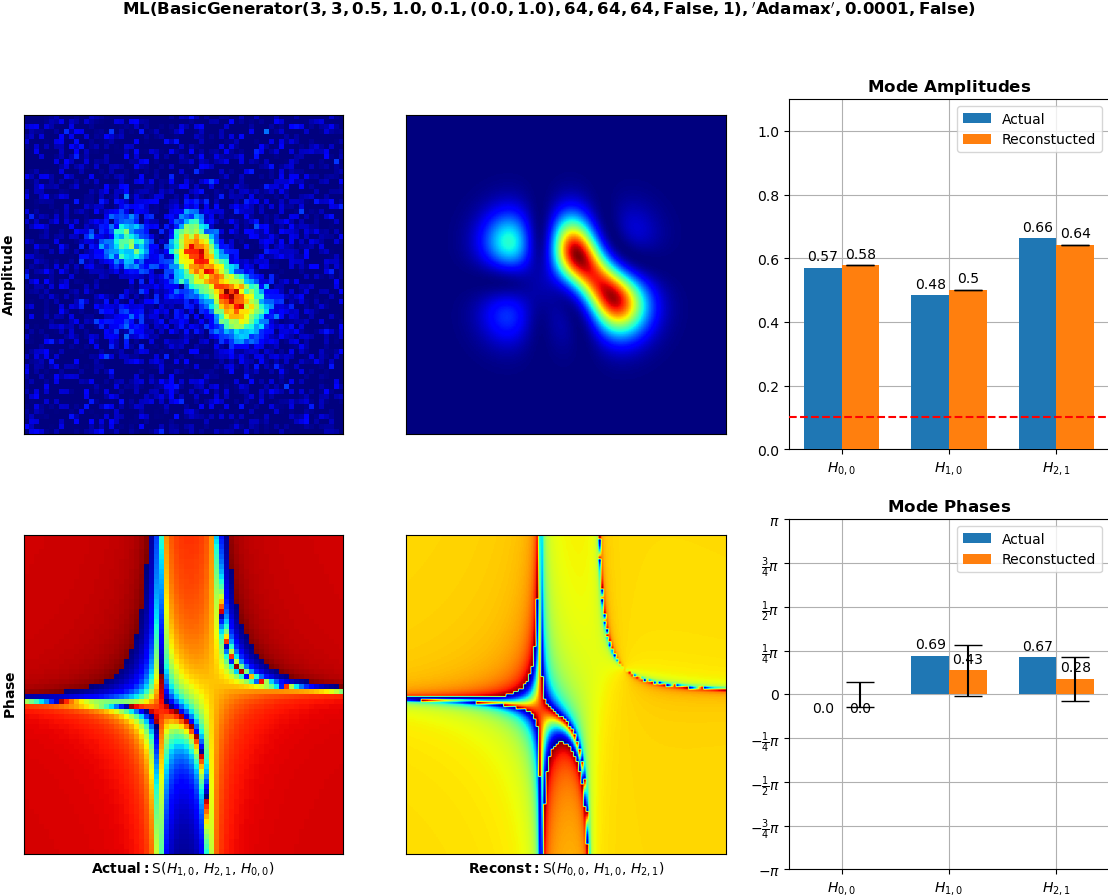 ML(BasicGenerator(3, 3, 0.5, 1.0, 0.1, (0.0, 1.0), 64, 64, 64, False, 1), 'Adamax', 0.0001, False)
Amplitude
Mode Amplitudes
Actual
Reconstucted
1.0
0.8
0.6
0.4
0.2
0.0
0.57
0.58
0.48
0.5
0.66
0.64
H0,0
H1,0
H2,1
Phase
Actual: S(H1,0, H2,1, H0,0)
Reconst: S(H0,0, H1,0, H2,1)
Mode Phases
Actual
Reconstucted
π
3/4π
1/2π
1/4π
0
−1/4π
−1/2π
−3/4π
−π
0.0
0.0
0.69
0.43
0.67
0.28
H0,0
H1,0
H2,1